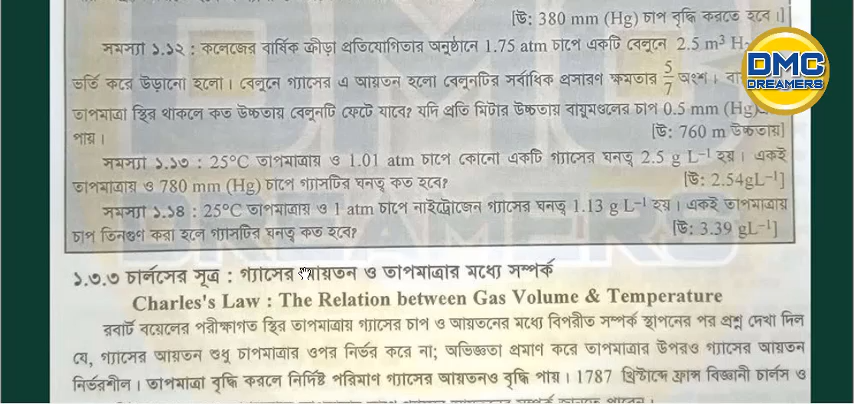 [উ: 380 mm (Hg) চাপ বৃদ্ধি করতে হবে।]
সমস্যা ১.১২ : কলেজের বার্ষিক ক্রীড়া প্রতিযোগিতার অনুষ্ঠানে 1.75 atm চাপে একটি বেলুনে 2.5 m³ H
ভর্তি করে উড়ানো হলো। বেলুনে গ্যাসের এ আয়তন হলো বেলুনটির সর্বাধিক প্রসারণ ক্ষমতার 5/7 অংশ।
তাপমাত্রা স্থির থাকলে কত উচ্চতায় বেলুনটি ফেটে যাবে? যদি প্রতি মিটার উচ্চতায় বায়ুমণ্ডলের চাপ 0.5 mm (Hg)
পায়। [উ: 760 m উচ্চতায়]
সমস্যা ১.১৩ : 25°C তাপমাত্রায় ও 1.01 atm চাপে কোনো একটি গ্যাসের ঘনত্ব 2.5 g L⁻¹ হয়। একই
তাপমাত্রায় ও 780 mm (Hg) চাপে গ্যাসটির ঘনত্ব কত হবে? [উ: 2.54gL⁻¹]
সমস্যা ১.১৪ : 25°C তাপমাত্রায় ও 1 atm চাপে নাইট্রোজেন গ্যাসের ঘনত্ব 1.13 g L⁻¹ হয়। একই তাপমাত্রায়
চাপ তিনগুণ করা হলে গ্যাসটির ঘনত্ব কত হবে? [উ: 3.39 gL⁻¹]
১.৩.৩ চার্লসের সূত্র : গ্যাসের আয়তন ও তাপমাত্রার মধ্যে সম্পর্ক
Charles's Law : The Relation between Gas Volume & Temperature
রবার্ট বয়েলের পরীক্ষাগত স্থির তাপমাত্রায় গ্যাসের চাপ ও আয়তনের মধ্যে বিপরীত সম্পর্ক স্থাপনের পর প্রশ্ন দেখা দিল
যে, গ্যাসের আয়তন শুধু চাপমাত্রার ওপর নির্ভর করে না; অভিজ্ঞতা প্রমাণ করে তাপমাত্রার উপরও গ্যাসের আয়তন
নির্ভরশীল। তাপমাত্রা বৃদ্ধি করলে নির্দিষ্ট পরিমাণ গ্যাসের আয়তনও বৃদ্ধি পায়। 1787 খ্রিষ্টাব্দে ফ্রান্স বিজ্ঞানী চার্লস ও
DMC
DREAMERS
DMC
DREAMERS